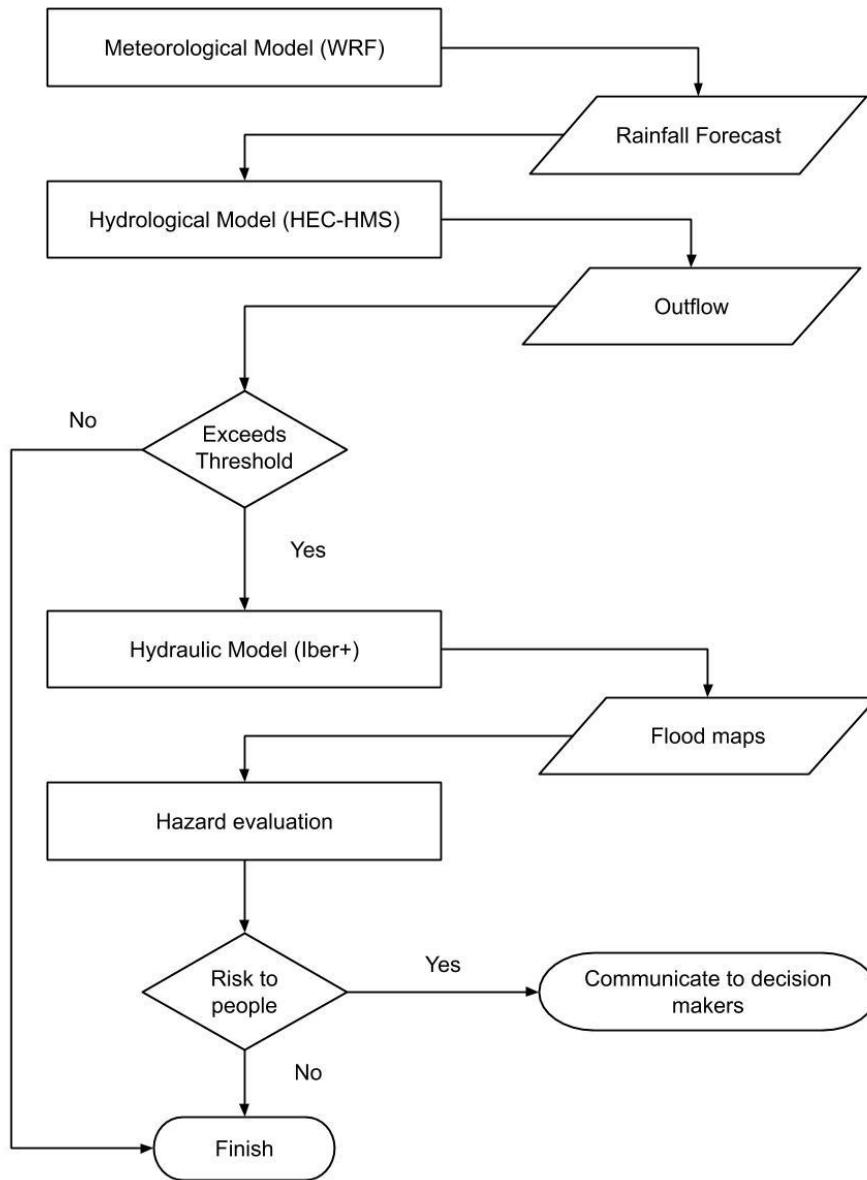 Meteorological Model (WRF)
Rainfall Forecast
Hydrological Model (HEC-HMS)
Outflow
No
Exceeds
Threshold
Yes
Hydraulic Model (Iber+)
Flood maps
Hazard evaluation
Risk to
people
Yes
Communicate to decision
makers
No
Finish